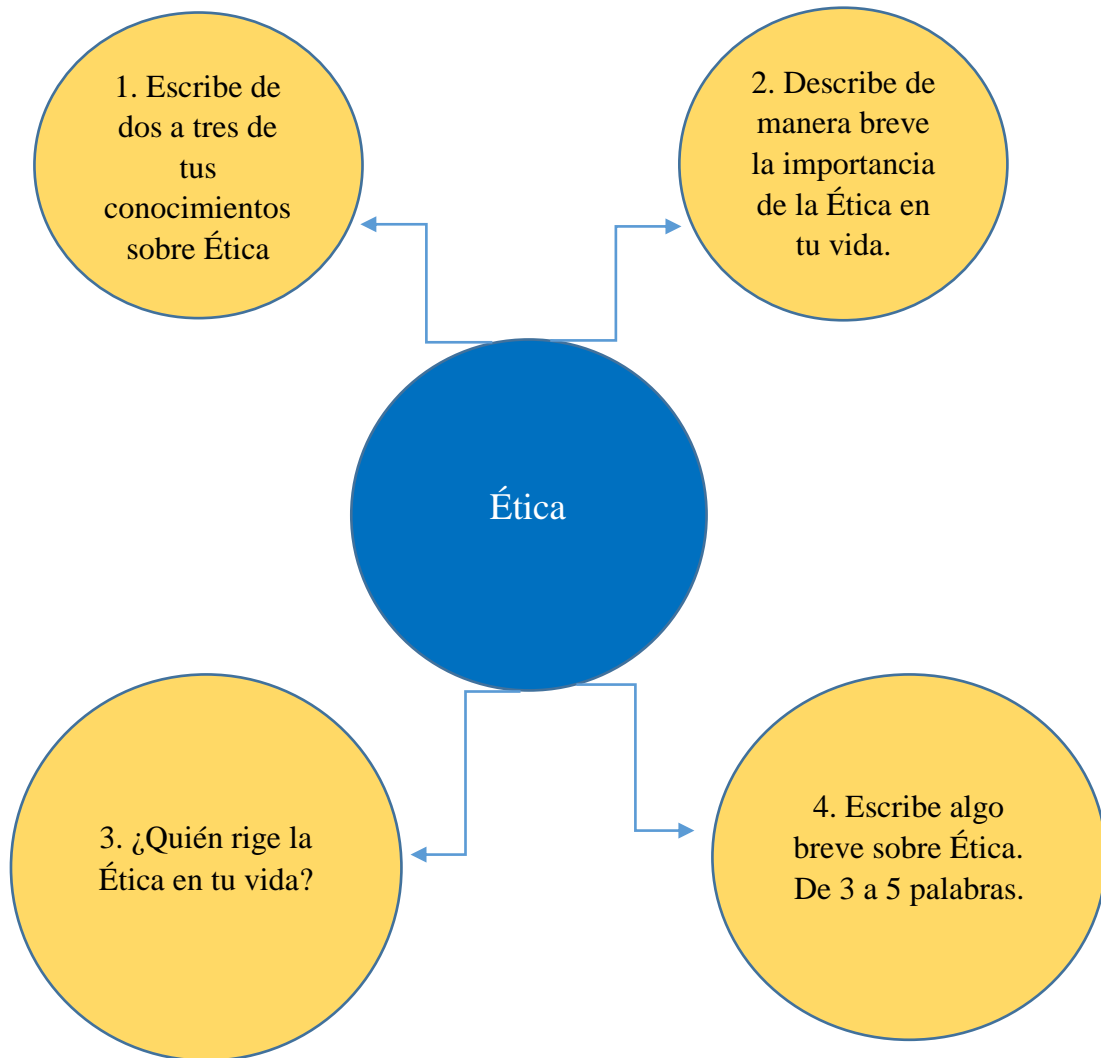 1. Escribe de
dos a tres de
tus
conocimientos
sobre Ética
2. Describe de
manera breve
la importancia
de la Ética en
tu vida.
Ética
3. ¿Quién rige la
Ética en tu vida?
4. Escribe algo
breve sobre Ética.
De 3 a 5 palabras.